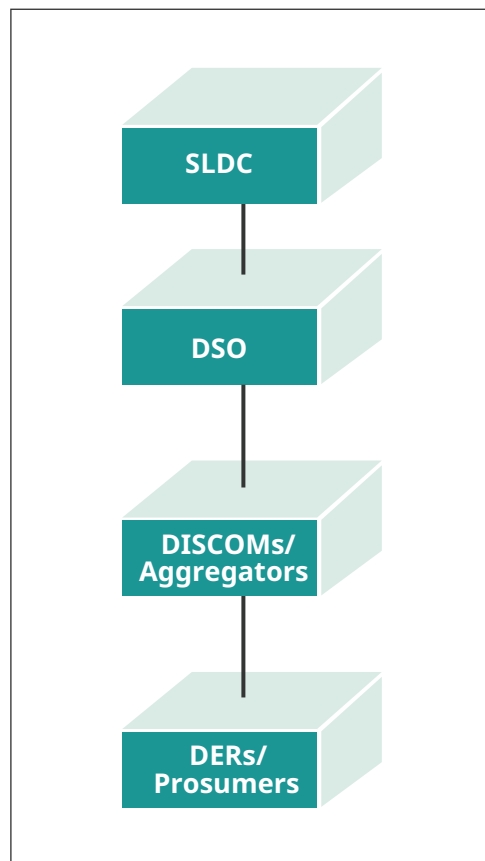 SLDC
DSO
DISCOMs/
Aggregators
DERs/
Prosumers